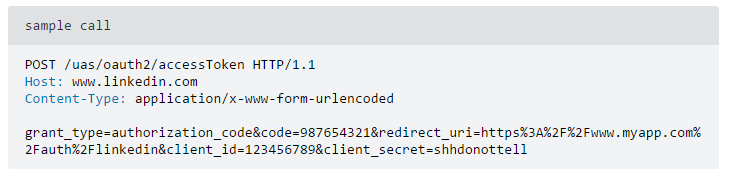 sample call
POST /uas/oauth2/accessToken HTTP/1.1
Host: www.linkedin.com
Content-Type: application/x-www-form-urlencoded
grant_type=authorization_code&code=987654321&redirect_uri=https%3A%2F%2Fwww.myapp.com%
2Fauth%2Flinkedin&client_id=123456789&client_secret=shhdonottell